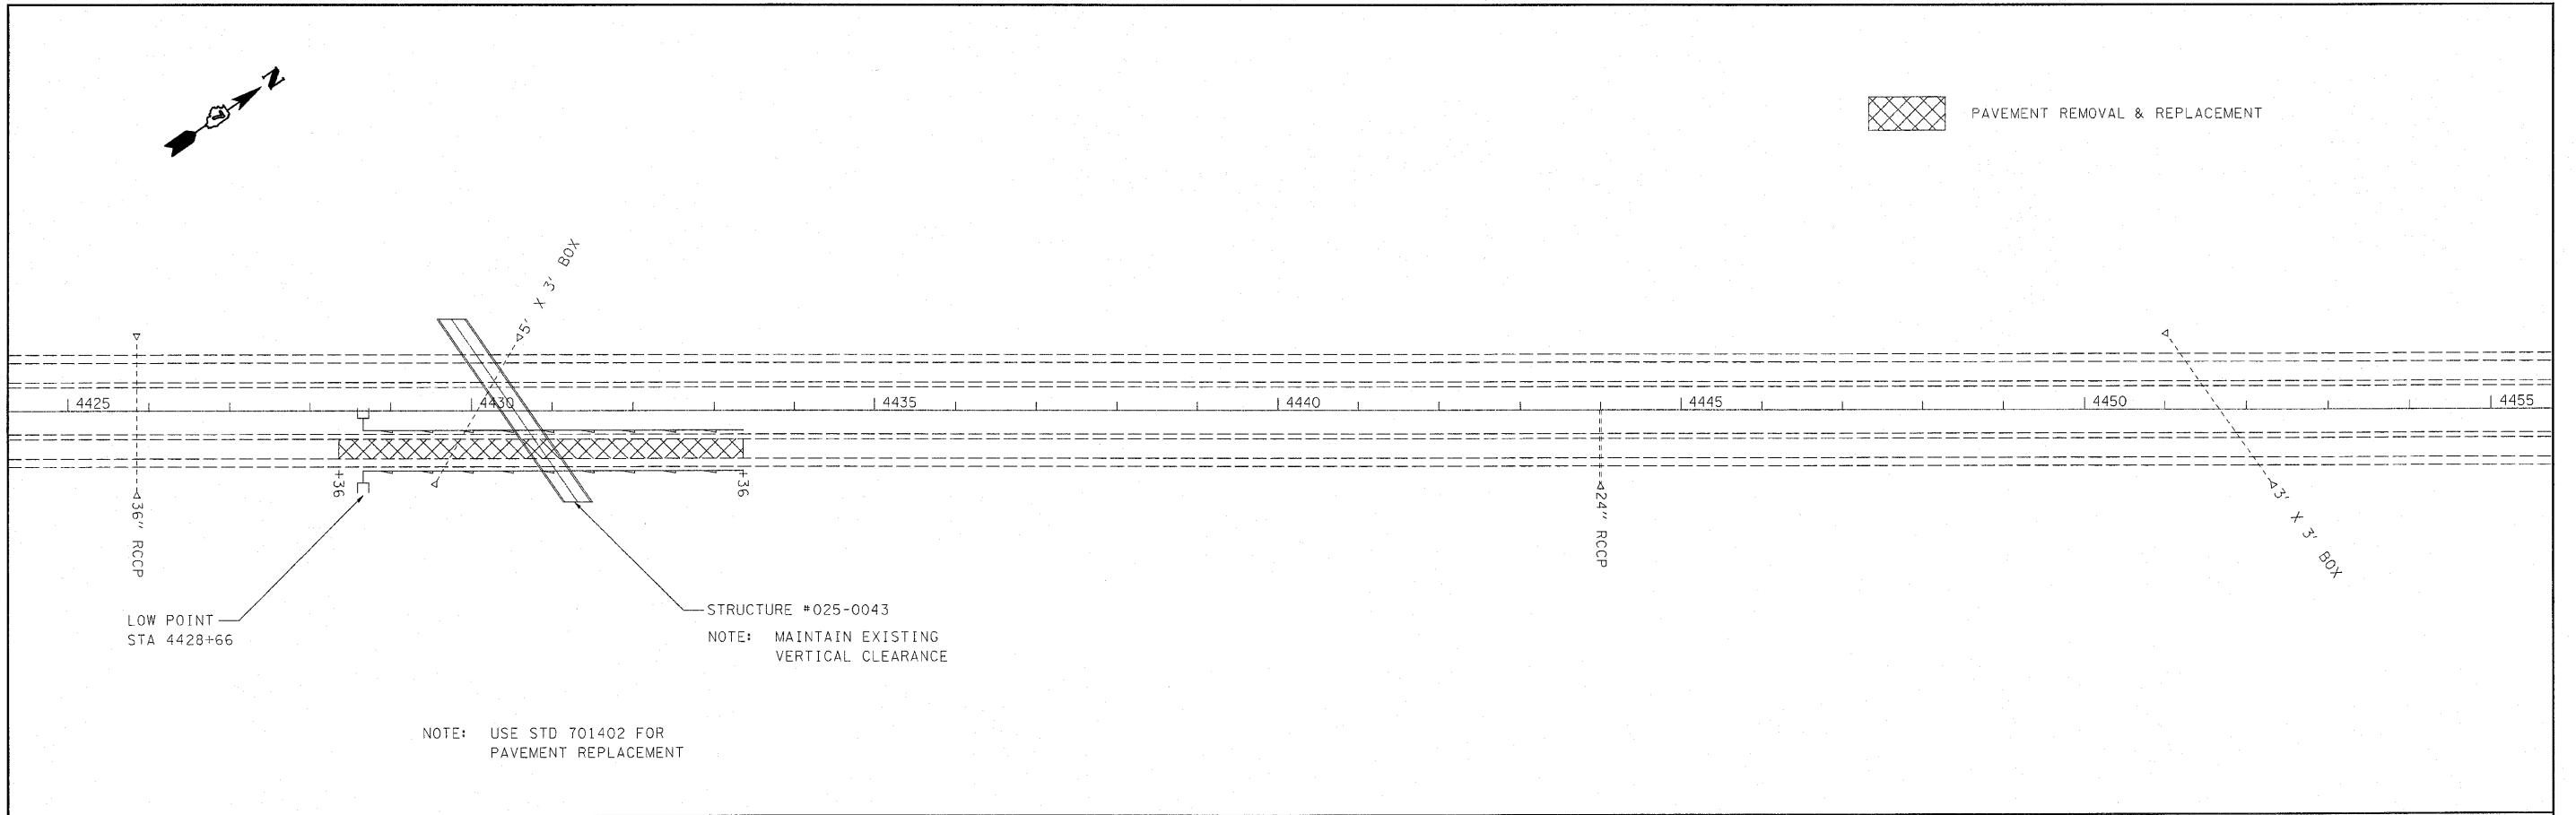 N
PAVEMENT REMOVAL & REPLACEMENT
5' X 3' BOX
4425
4430
4435
4440
4445
4450
4455
+36
+36
36" RCCP
24" RCCP
3' X 3' BOX
LOW POINT
STA 4428+66
STRUCTURE #025-0043
NOTE: MAINTAIN EXISTING
VERTICAL CLEARANCE
NOTE: USE STD 701402 FOR
PAVEMENT REPLACEMENT